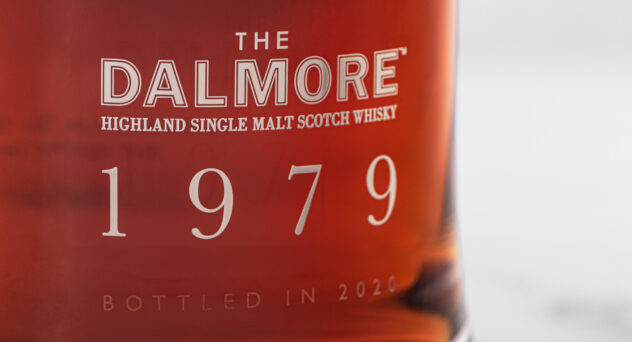 THE
DALMORE
HIGHLAND SINGLE MALT SCOTCH WHISKY
1979
BOTTLED IN 2020